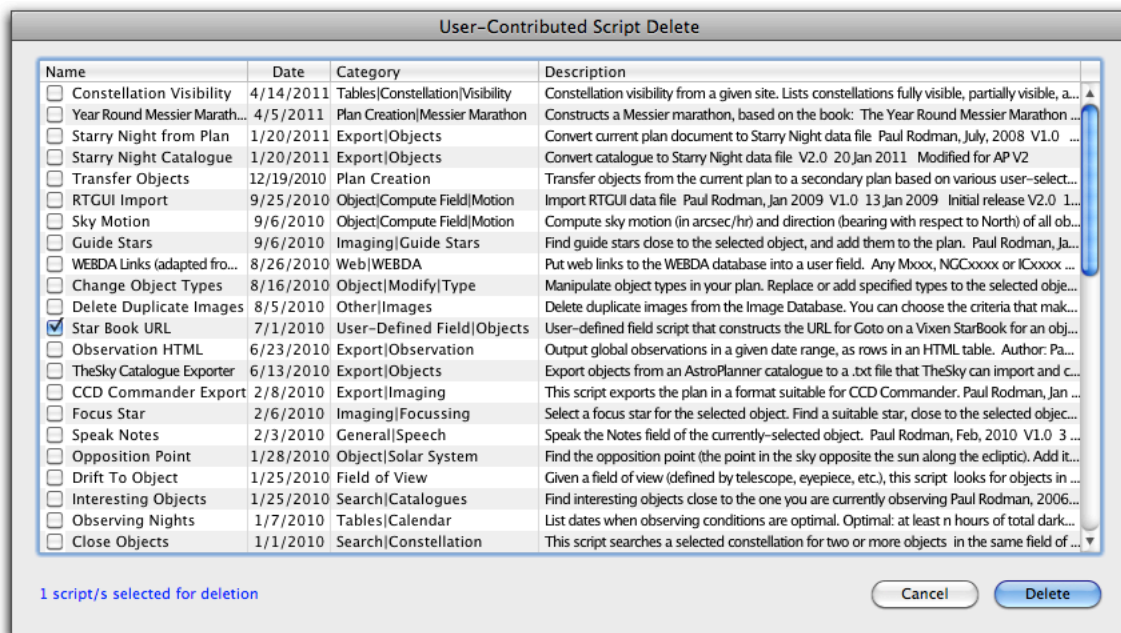 User-Contributed Script Delete
Name Date Category Description
Constellation Visibility 4/14/2011 Tables|Constellation|Visibility Constellation visibility from a given site. Lists constellations fully visible, partially visible, a...
Year Round Messier Marath... 4/5/2011 Plan Creation|Messier Marathon Constructs a Messier marathon, based on the book: The Year Round Messier Marathon ...
Starry Night from Plan 1/20/2011 Export|Objects Convert current plan document to Starry Night data file Paul Rodman, July, 2008 V1.0 ...
Starry Night Catalogue 1/20/2011 Export|Objects Convert catalogue to Starry Night data file V2.0 20 Jan 2011 Modified for AP V2
Transfer Objects 12/19/2010 Plan Creation Transfer objects from the current plan to a secondary plan based on various user-select...
RTGUI Import 9/25/2010 Object|Compute Field|Motion Import RTGUI data file Paul Rodman, Jan 2009 V1.0 13 Jan 2009 Initial release V2.0 1...
Sky Motion 9/6/2010 Object|Compute Field|Motion Compute sky motion (in arcsec/hr) and direction (bearing with respect to North) of all ob...
Guide Stars 9/6/2010 Imaging|Guide Stars Find guide stars close to the selected object, and add them to the plan. Paul Rodman, Ja...
WEBDA Links (adapted fro... 8/26/2010 Web|WEBDA Put web links to the WEBDA database into a user field. Any Mxxx, NGCxxxx or ICxxxx ...
Change Object Types 8/16/2010 Object|Modify|Type Manipulate object types in your plan. Replace or add specified types to the selected obje...
Delete Duplicate Images 8/5/2010 Other|Images Delete duplicate images from the Image Database. You can choose the criteria that mak...
Star Book URL 7/1/2010 User-Defined Field|Objects User-defined field script that constructs the URL for Goto on a Vixen StarBook for an obj...
Observation HTML 6/23/2010 Export|Observation Output global observations in a given date range, as rows in an HTML table. Author: Pa...
TheSky Catalogue Exporter 6/13/2010 Export|Objects Export objects from an AstroPlanner catalogue to a .txt file that TheSky can import and c...
CCD Commander Export 2/8/2010 Export|Imaging This script exports the plan in a format suitable for CCD Commander. Paul Rodman, Jan ...
Focus Star 2/6/2010 Imaging|Focussing Select a focus star for the selected object. Find a suitable star, close to the selected objec...
Speak Notes 2/3/2010 General|Speech Speak the Notes field of the currently-selected object. Paul Rodman, Feb, 2010 V1.0 3 ...
Opposition Point 1/28/2010 Object|Solar System Find the opposition point (the point in the sky opposite the sun along the ecliptic). Add it...
Drift To Object 1/25/2010 Field of View Given a field of view (defined by telescope, eyepiece, etc.), this script looks for objects in ...
Interesting Objects 1/25/2010 Search|Catalogues Find interesting objects close to the one you are currently observing Paul Rodman, 2006...
Observing Nights 1/7/2010 Tables|Calendar List dates when observing conditions are optimal. Optimal: at least n hours of total dark...
Close Objects 1/1/2010 Search|Constellation This script searches a selected constellation for two or more objects in the same field of ...
1 script/s selected for deletion Cancel Delete